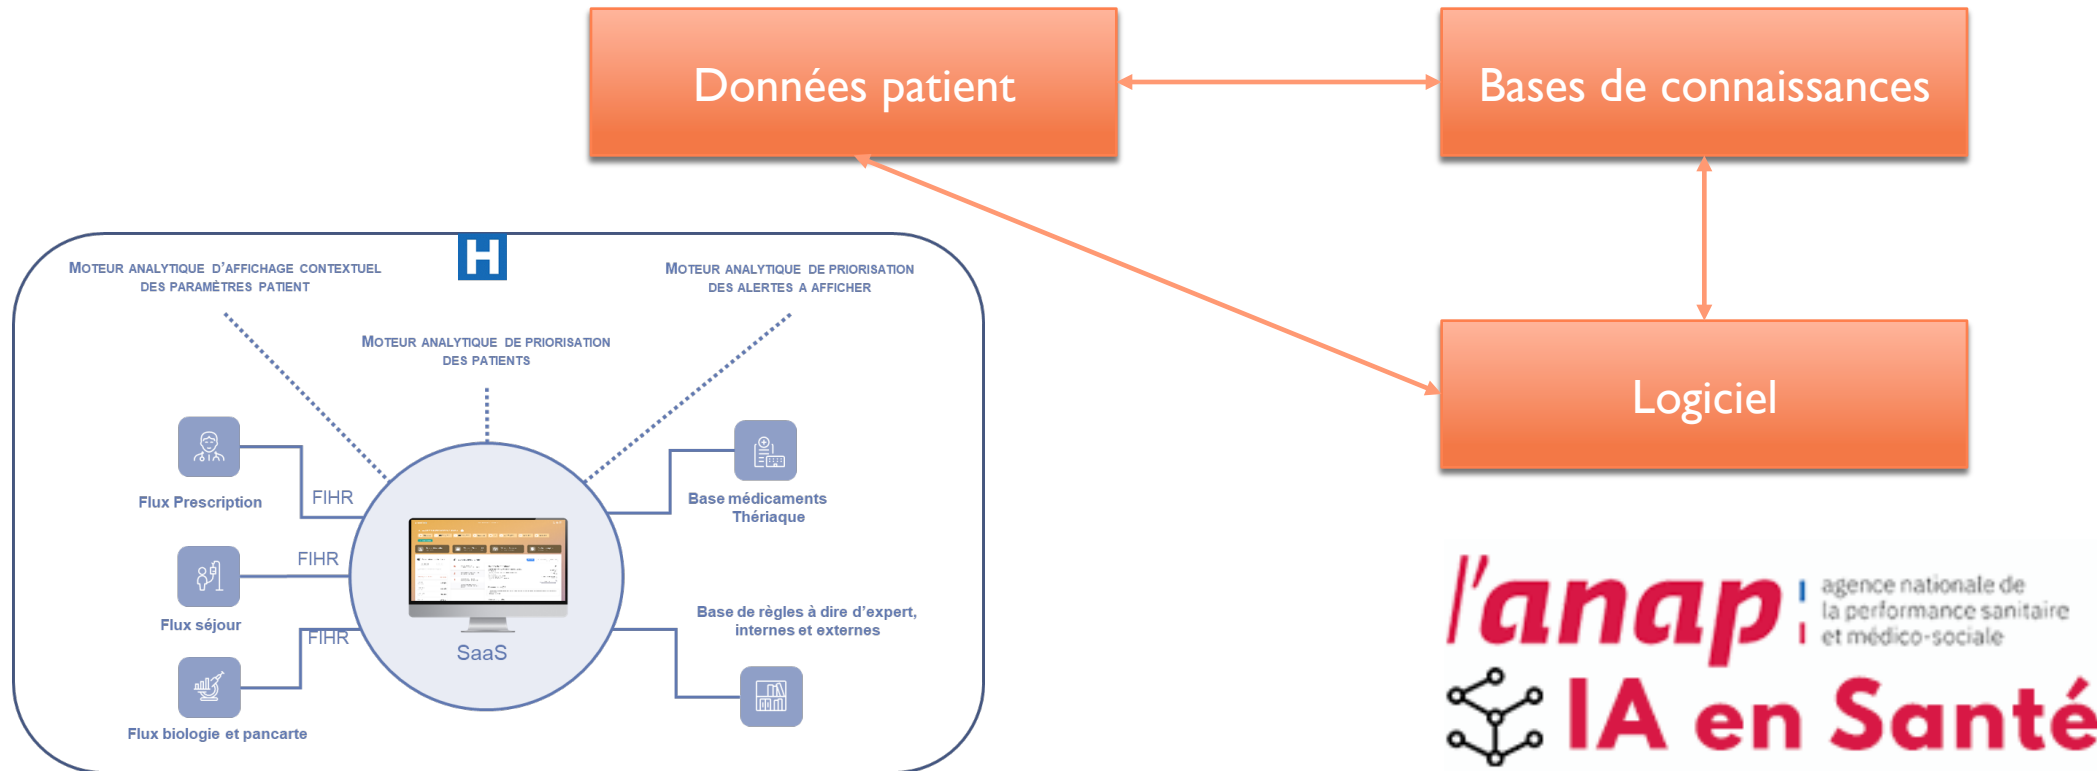 Données patient
Bases de connaissances
Logiciel
H
MOTEUR ANALYTIQUE D'AFFICHAGE CONTEXTUEL
DES PARAMÈTRES PATIENT
MOTEUR ANALYTIQUE DE PRIORISATION
DES ALERTES A AFFICHER
MOTEUR ANALYTIQUE DE PRIORISATION
DES PATIENTS
Flux Prescription
FIHR
Flux séjour
FIHR
Flux biologie et pancarte
FIHR
SaaS
Base médicaments
Thériaque
Base de règles à dire d'expert,
internes et externes
l'anap
agence nationale de
la performance sanitaire
et médico-sociale
IA en Santé